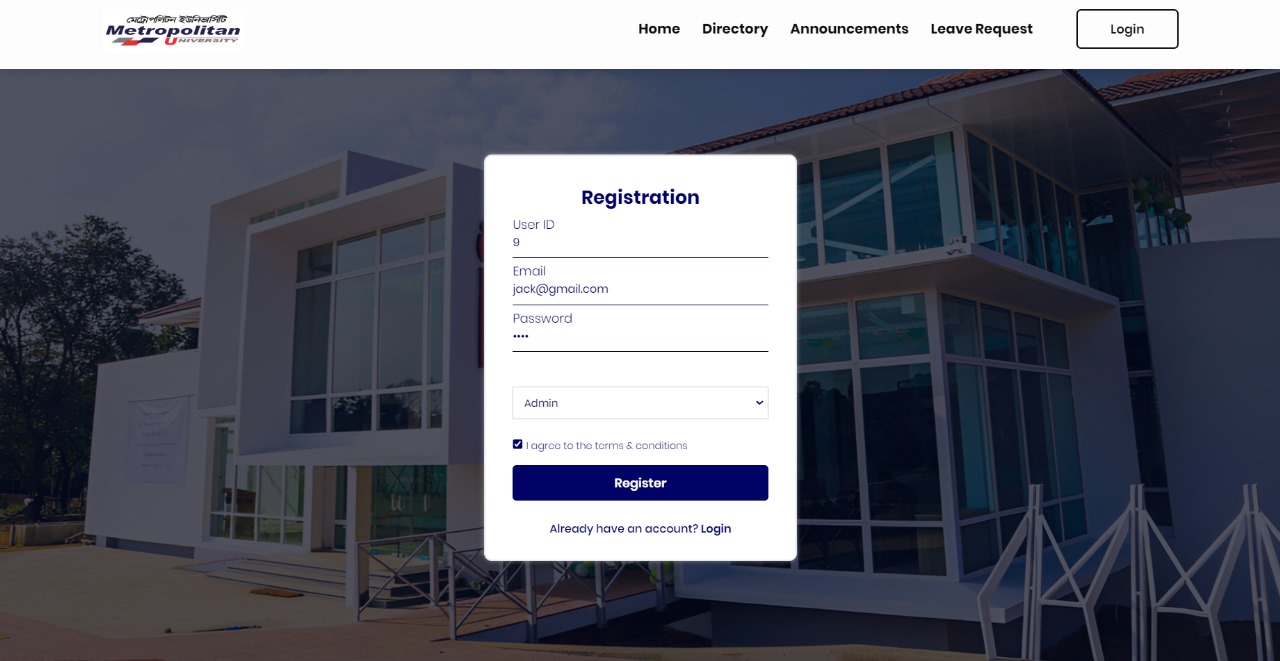 মেট্রোপলিটন ইউনিভার্সিটি
Metropolitan
UNIVERSITY
Home Directory Announcements Leave Request Login
Registration
User ID
9
Email
jack@gmail.com
Password
••••
Admin
I agree to the terms & conditions
Register
Already have an account? Login